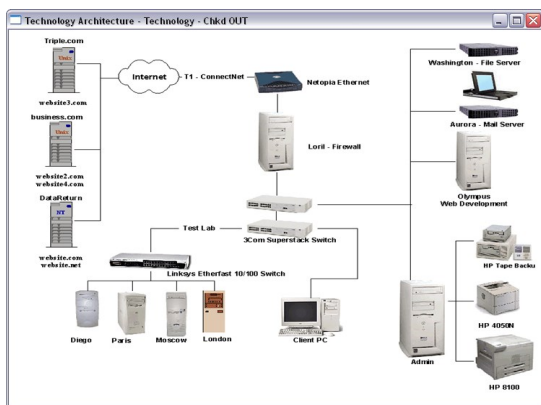 Technology Architecture - Technology - Chkd OUT
Triple.com
Unix
website3.com
business.com
Unix
website2.com
website4.com
DataReturn
NT
website.com
website.net
Internet
T1 - ConnectNet
Netopia Ethernet
Loril - Firewall
3Com Superstack Switch
Test Lab
Linksys Etherfast 10/100 Switch
Diego
Paris
Moscow
London
Client PC
Washington - File Server
Aurora - Mail Server
Olympus
Web Development
Admin
HP Tape Backu
HP 4050N
HP 8100